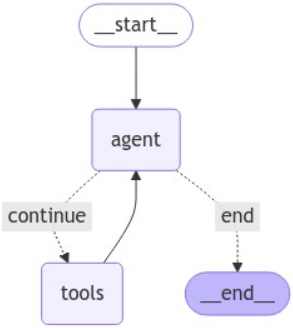 __start__
agent
continue
end
tools
__end__